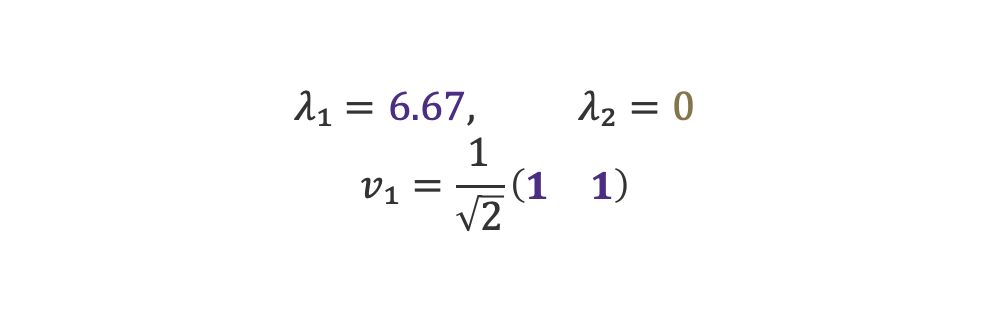 λ₁ = 6.67, λ₂ = 0
v₁ = 1/√2 (1 1)